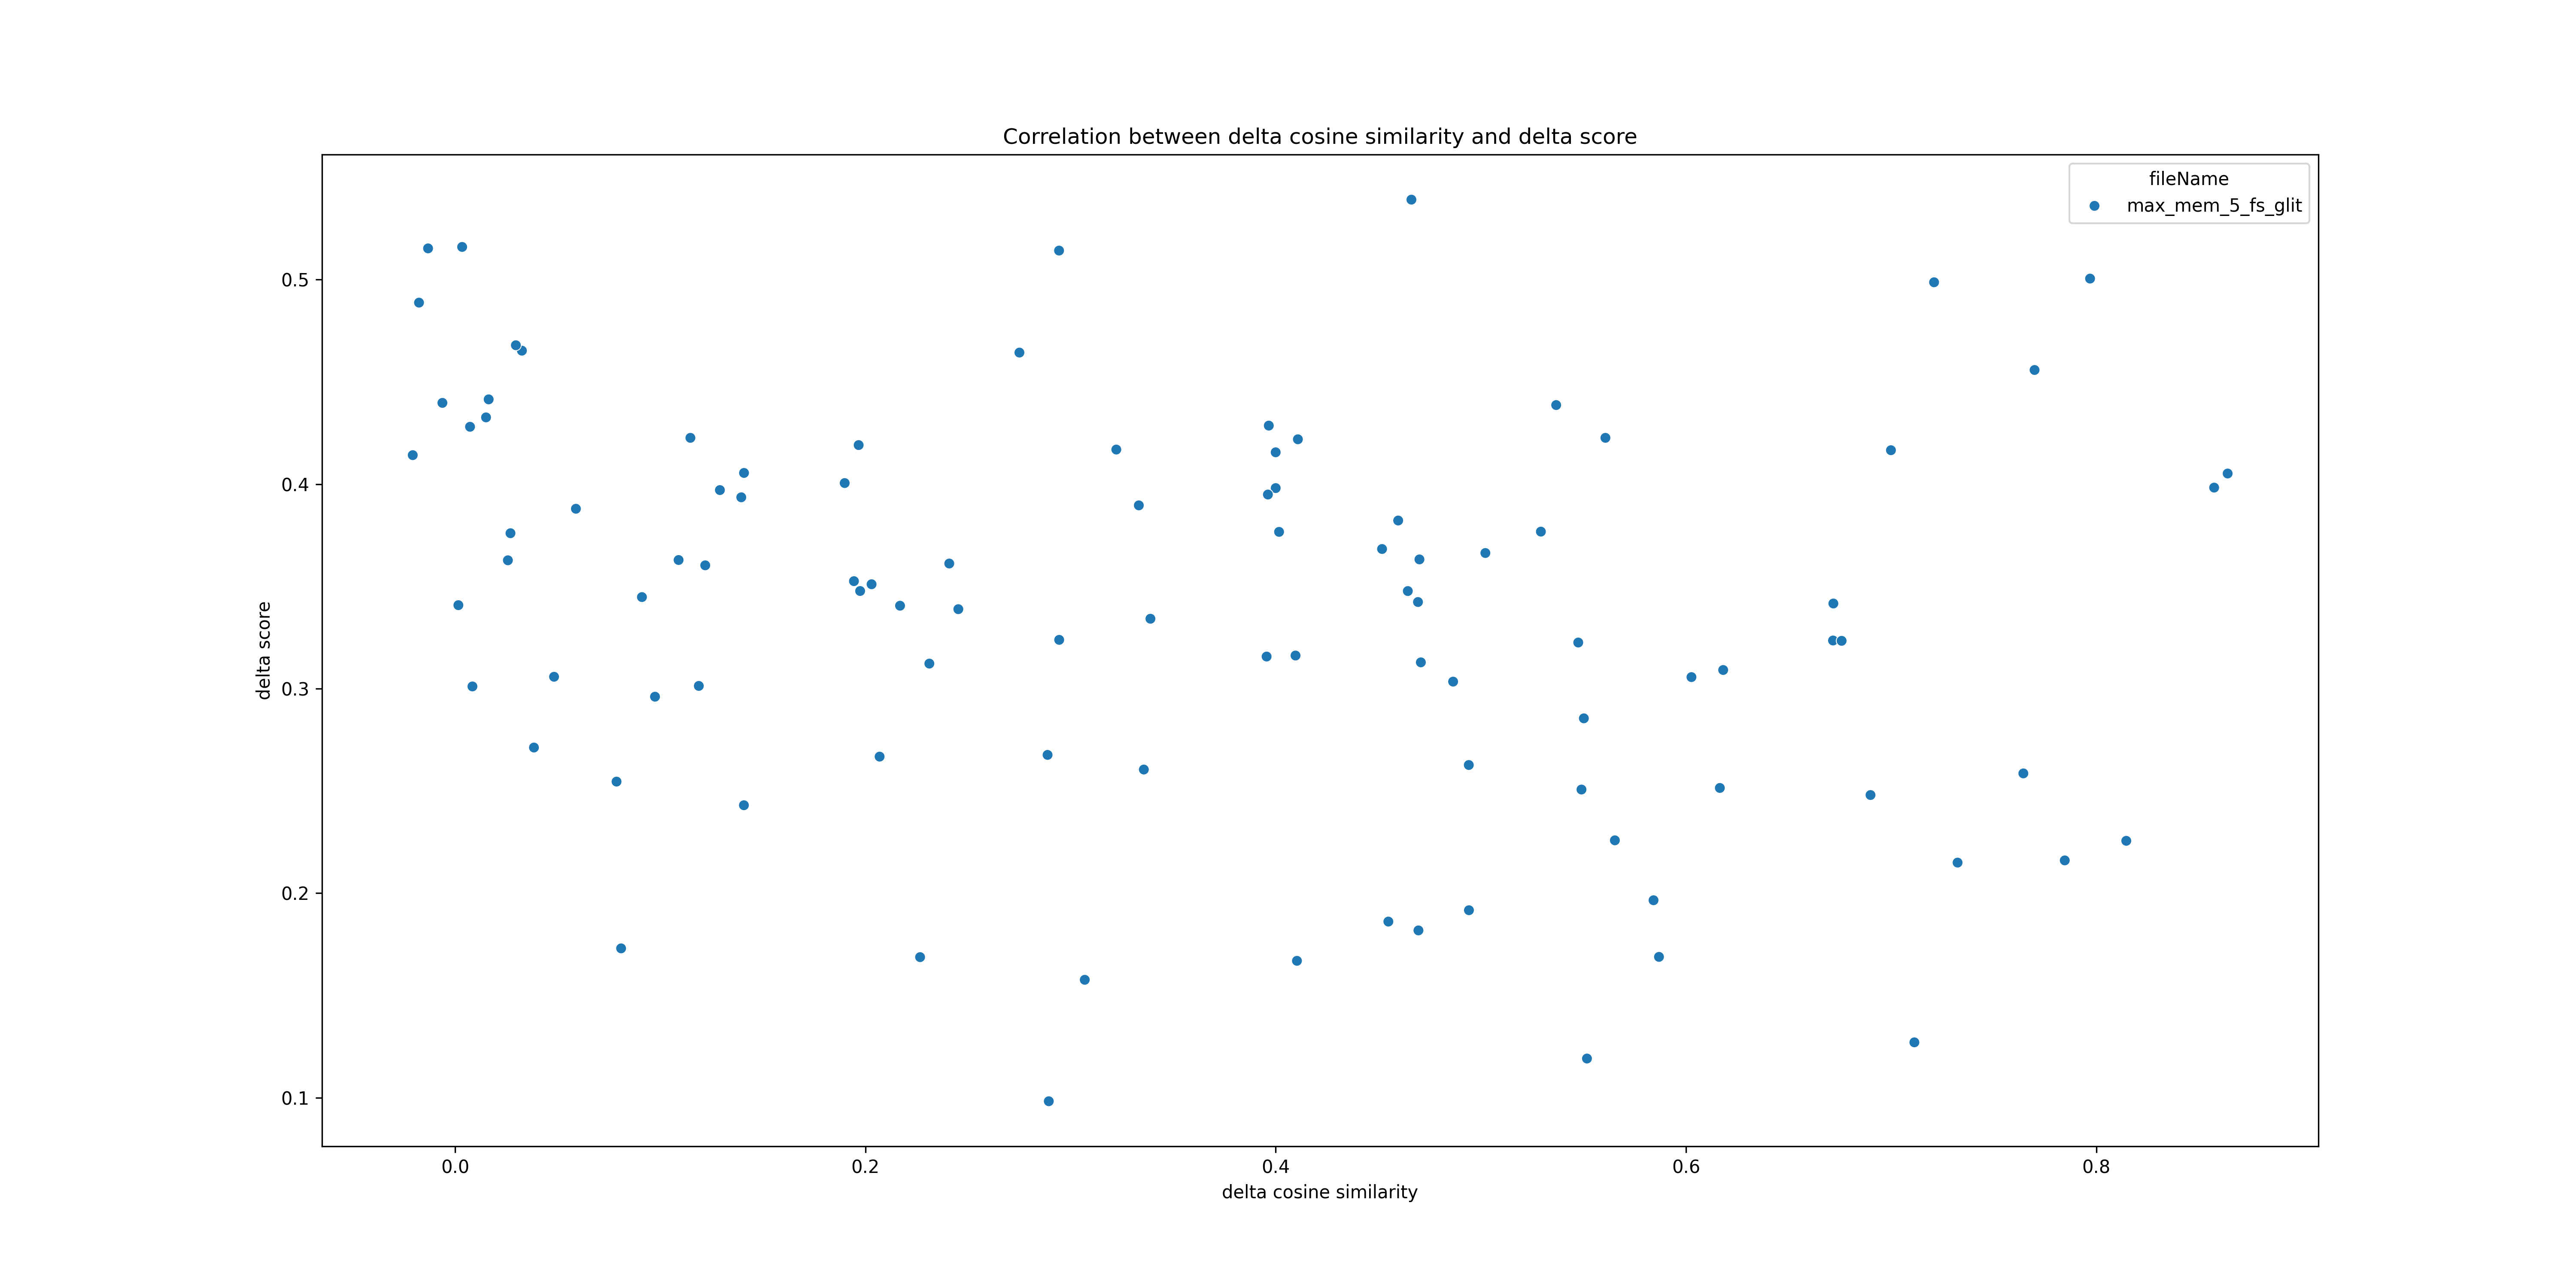 Correlation between delta cosine similarity and delta score
fileName
max_mem_5_fs_glit
0.5
0.4
0.3
0.2
0.1
delta score
0.0
0.2
0.4
0.6
0.8
delta cosine similarity